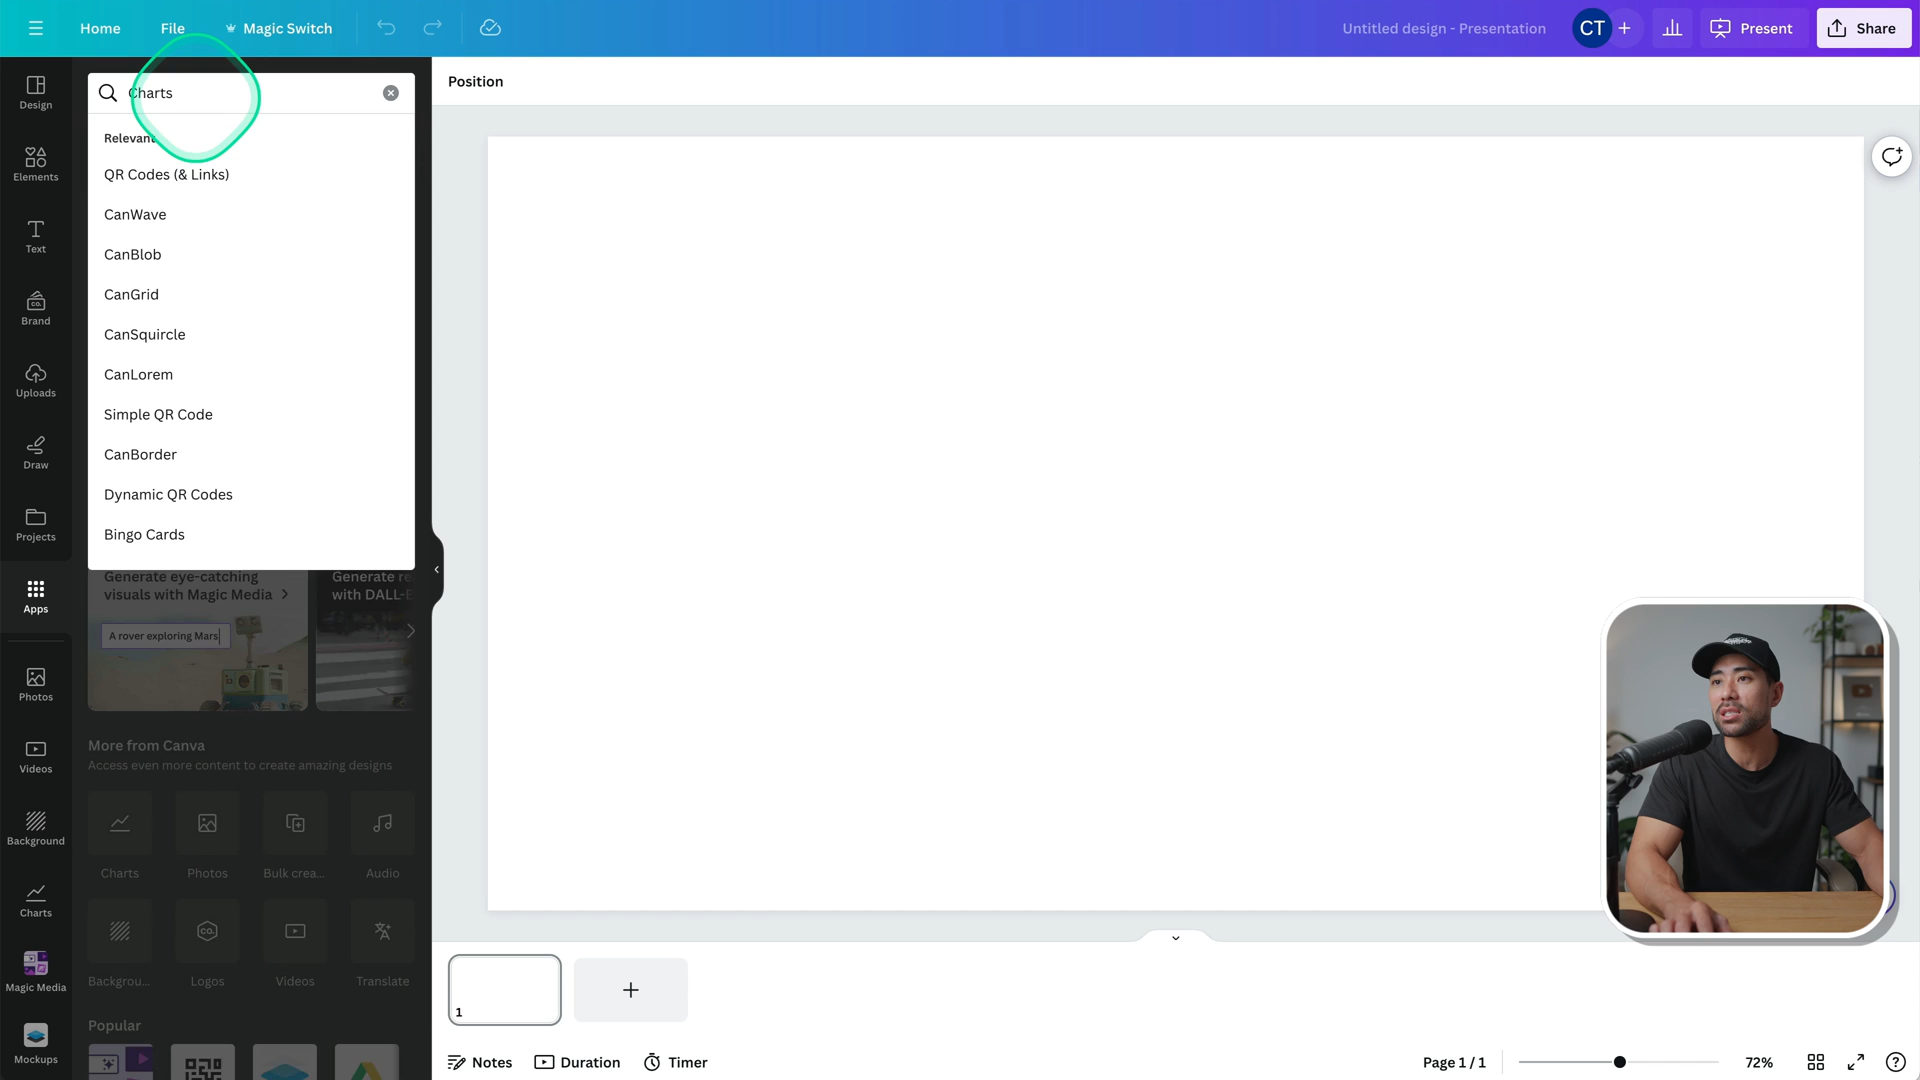 Home File Magic Switch Untitled design - Presentation CT Present Share
Position
Charts
Design
Elements
Text
Brand
Uploads
Draw
Projects
Apps
Photos
Videos
Background
Charts
Magic Media
Mockups
QR Codes (& Links)
CanWave
CanBlob
CanGrid
CanSquircle
CanLorem
Simple QR Code
CanBorder
Dynamic QR Codes
Bingo Cards
Generate eye-catching
visuals with Magic Media
A rover exploring Mars
Generate re
with DALL-E
More from Canva
Access even more content to create amazing designs
Charts Photos Bulk crea... Audio
Backgrou... Logos Videos Translate
Popular
1
Notes Duration Timer Page 1 / 1 72%